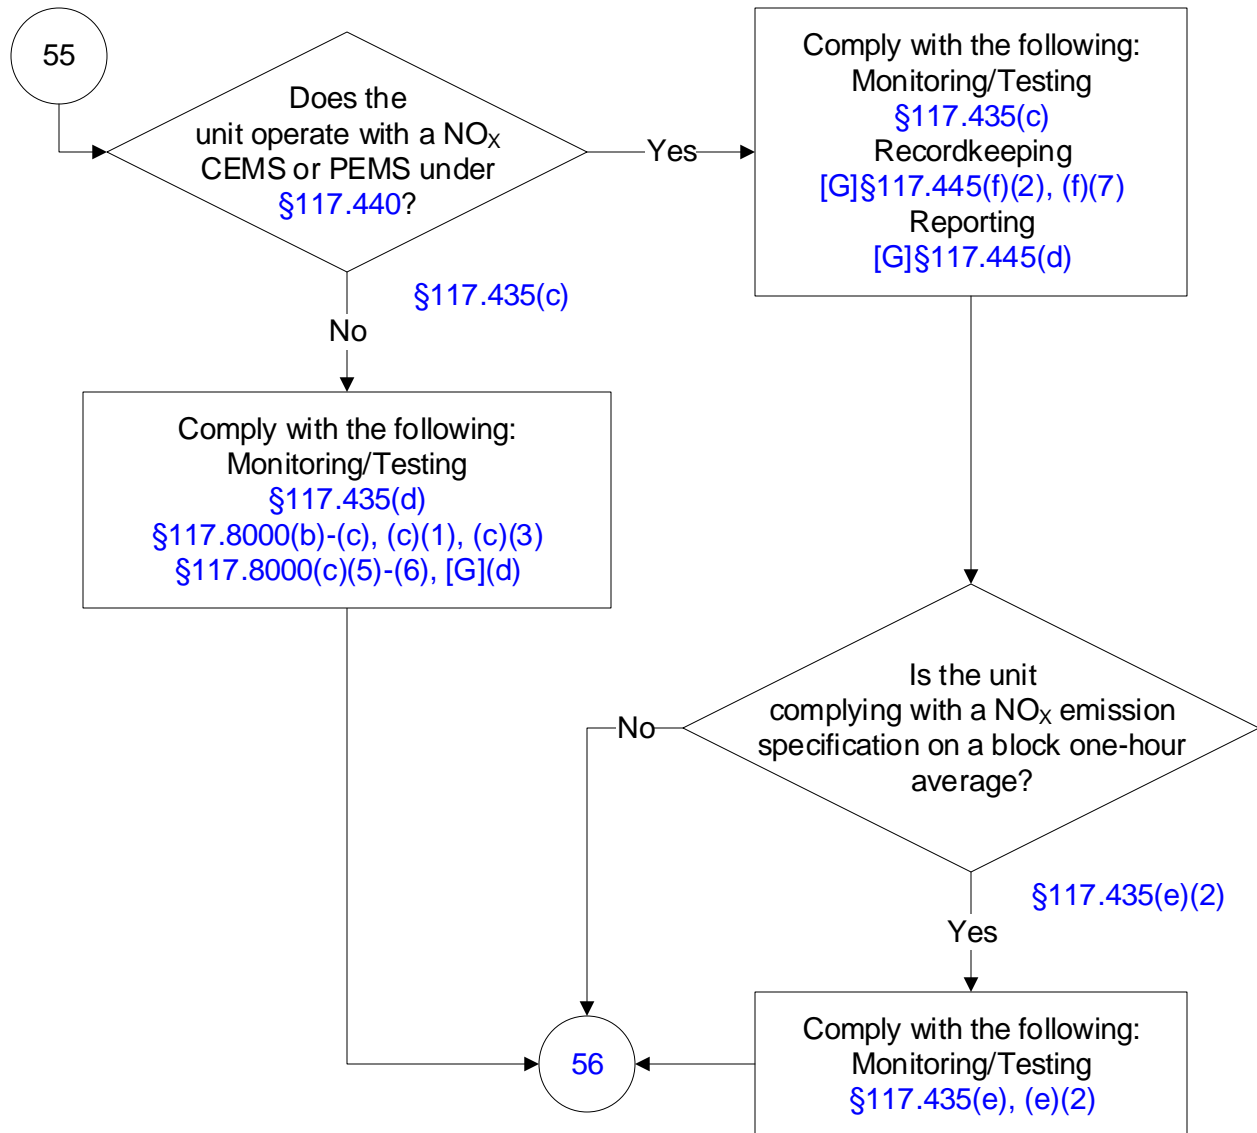 55
Does the
unit operate with a NOX
CEMS or PEMS under
§117.440?
Yes
Comply with the following:
Monitoring/Testing
§117.435(c)
Recordkeeping
[G]§117.445(f)(2), (f)(7)
Reporting
[G]§117.445(d)
§117.435(c)
No
Comply with the following:
Monitoring/Testing
§117.435(d)
§117.8000(b)-(c), (c)(1), (c)(3)
§117.8000(c)(5)-(6), [G](d)
Is the unit
complying with a NOX emission
specification on a block one-hour
average?
No
§117.435(e)(2)
Yes
Comply with the following:
Monitoring/Testing
§117.435(e), (e)(2)
56